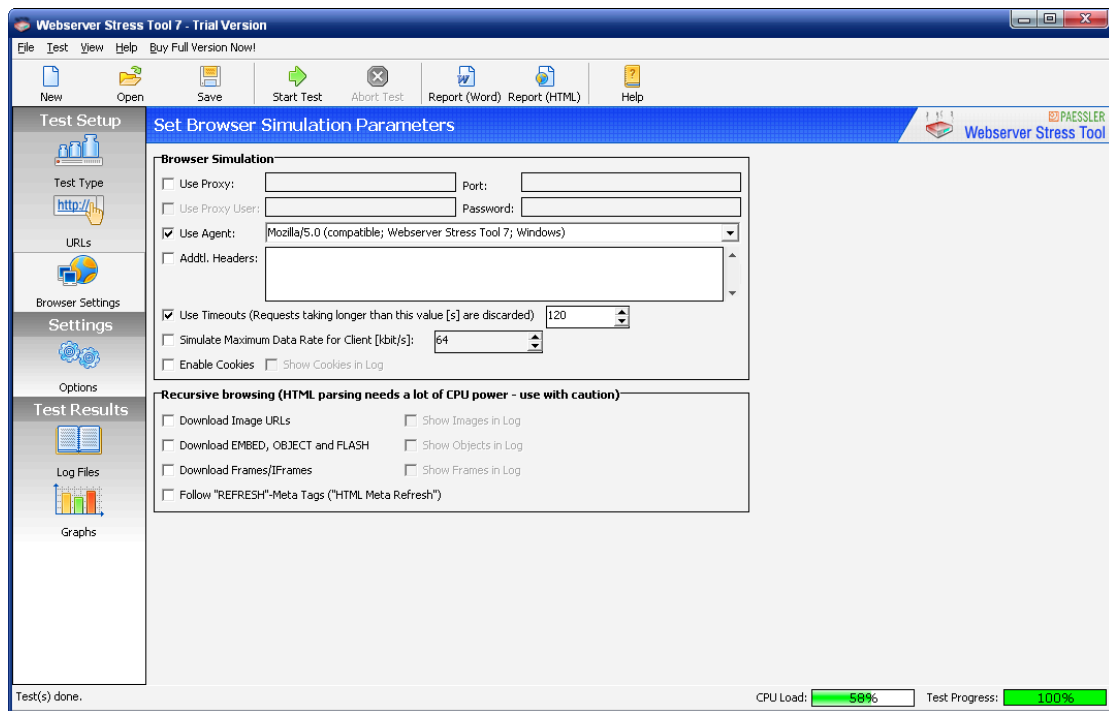 Webserver Stress Tool 7 - Trial Version
File Test View Help Buy Full Version Now!
New Open Save Start Test Abort Test Report (Word) Report (HTML) Help
Test Setup
Set Browser Simulation Parameters
PAESSLER
Webserver Stress Tool
Test Type
http://
URLs
Browser Settings
Settings
Options
Test Results
Log Files
Graphs
Browser Simulation
Use Proxy: Port:
Use Proxy User: Password:
Use Agent: Mozilla/5.0 (compatible; Webserver Stress Tool 7; Windows)
Addtl. Headers:
Use Timeouts (Requests taking longer than this value [s] are discarded) 120
Simulate Maximum Data Rate for Client [kbit/s]: 64
Enable Cookies Show Cookies in Log
Recursive browsing (HTML parsing needs a lot of CPU power - use with caution)
Download Image URLs Show Images in Log
Download EMBED, OBJECT and FLASH Show Objects in Log
Download Frames/IFrames Show Frames in Log
Follow "REFRESH"-Meta Tags ("HTML Meta Refresh")
Test(s) done. CPU Load: 58% Test Progress: 100%